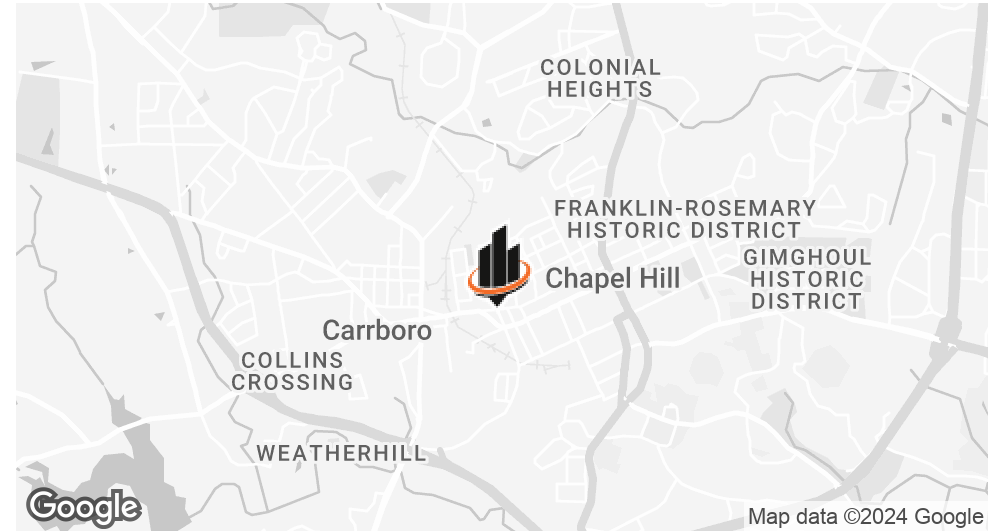 COLONIAL
HEIGHTS
FRANKLIN-ROSEMARY
HISTORIC DISTRICT
GIMGHOUL
HISTORIC
DISTRICT
Chapel Hill
Carrboro
COLLINS
CROSSING
WEATHERHILL
Google
Map data ©2024 Google